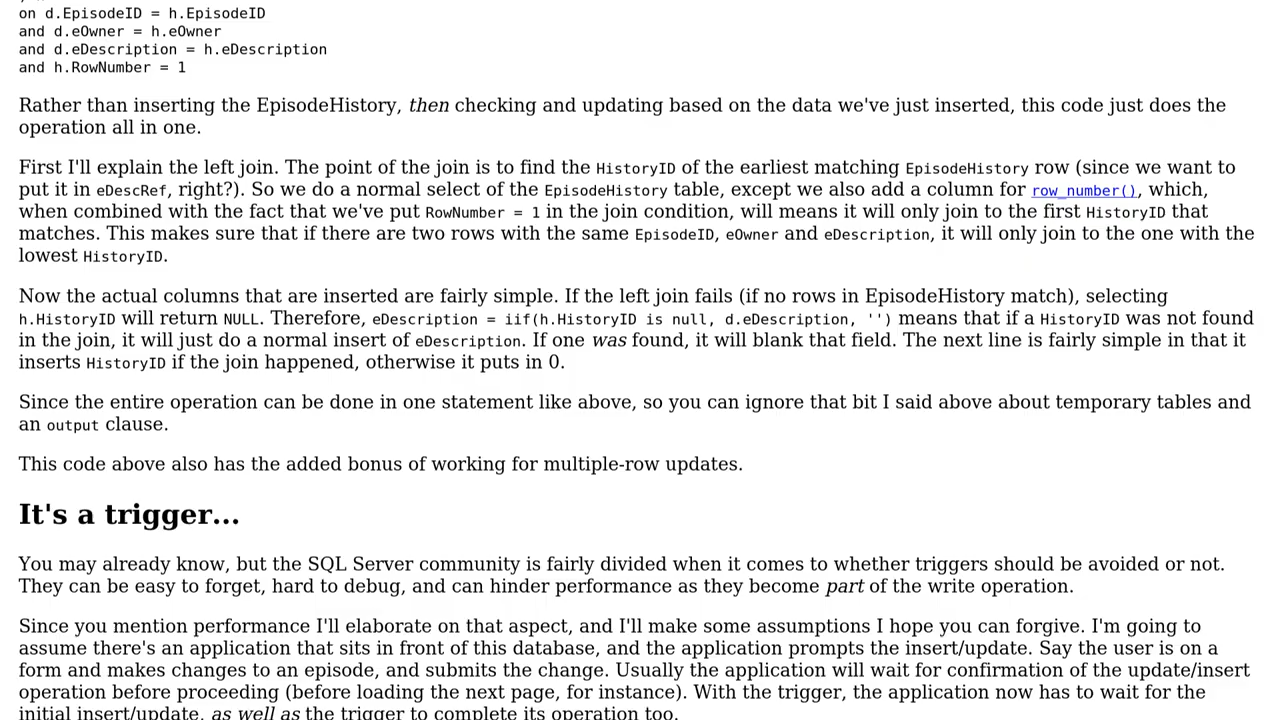 on d.EpisodeID = h.EpisodeID
and d.eOwner = h.eOwner
and d.eDescription = h.eDescription
and h.RowNumber = 1
Rather than inserting the EpisodeHistory, then checking and updating based on the data we've just inserted, this code just does the
operation all in one.
First I'll explain the left join. The point of the join is to find the HistoryID of the earliest matching EpisodeHistory row (since we want to
put it in eDescRef, right?). So we do a normal select of the EpisodeHistory table, except we also add a column for row_number(), which,
when combined with the fact that we've put RowNumber = 1 in the join condition, will means it will only join to the first HistoryID that
matches. This makes sure that if there are two rows with the same EpisodeID, eOwner and eDescription, it will only join to the one with the
lowest HistoryID.
Now the actual columns that are inserted are fairly simple. If the left join fails (if no rows in EpisodeHistory match), selecting
h.HistoryID will return NULL. Therefore, eDescription = iif(h.HistoryID is null, d.eDescription, '') means that if a HistoryID was not found
in the join, it will just do a normal insert of eDescription. If one was found, it will blank that field. The next line is fairly simple in that it
inserts HistoryID if the join happened, otherwise it puts in 0.
Since the entire operation can be done in one statement like above, so you can ignore that bit I said above about temporary tables and
an output clause.
This code above also has the added bonus of working for multiple-row updates.
It's a trigger...
You may already know, but the SQL Server community is fairly divided when it comes to whether triggers should be avoided or not.
They can be easy to forget, hard to debug, and can hinder performance as they become part of the write operation.
Since you mention performance I'll elaborate on that aspect, and I'll make some assumptions I hope you can forgive. I'm going to
assume there's an application that sits in front of this database, and the application prompts the insert/update. Say the user is on a
form and makes changes to an episode, and submits the change. Usually the application will wait for confirmation of the update/insert
operation before proceeding (before loading the next page, for instance). With the trigger, the application now has to wait for the
initial insert/update, as well as the trigger to complete its operation too.